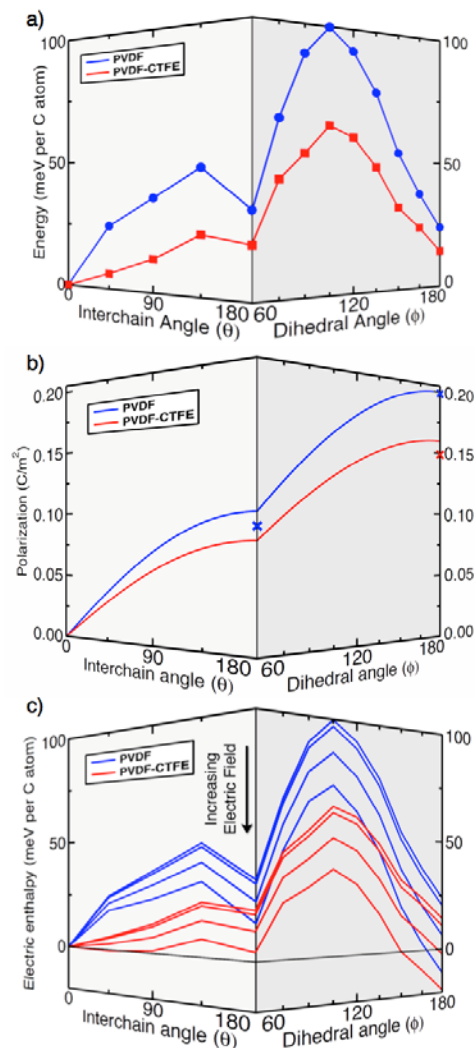 a)
100
100
PVDF
PVDF-CTFE
Energy (meV per C atom)
50
50
0
0
0
90
180
60
120
180
Interchain Angle (θ)
Dihedral Angle (ϕ)
b)
0.20
0.20
PVDF
PVDF-CTFE
Polarization (C/m²)
0.15
0.15
0.10
0.10
0.05
0.05
0.00
0.00
0
90
180
60
120
180
Interchain angle (θ)
Dihedral angle (ϕ)
c)
100
100
PVDF
PVDF-CTFE
Increasing
Electric Field
Electric enthalpy (meV per C atom)
50
50
0
0
0
90
180
60
120
180
Interchain angle (θ)
Dihedral angle (ϕ)